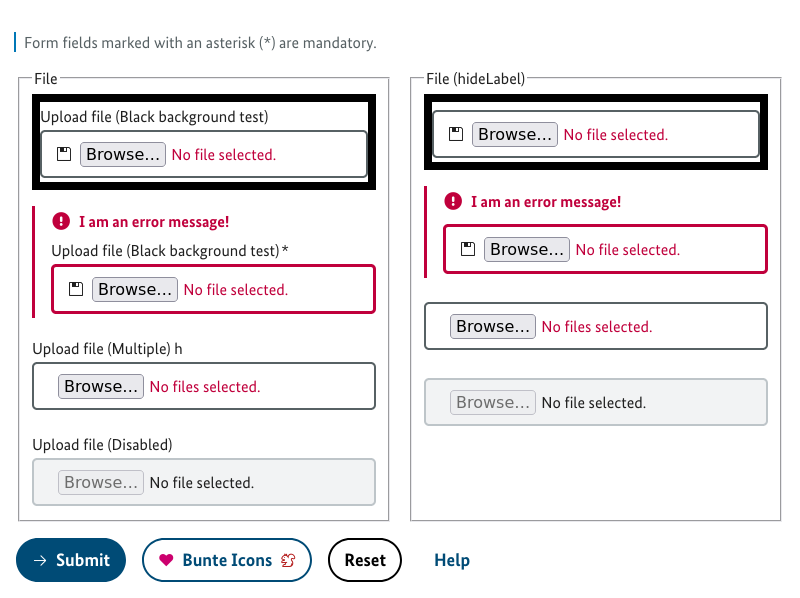 Form fields marked with an asterisk (*) are mandatory.
File
Upload file (Black background test)
Browse... No file selected.
I am an error message!
Upload file (Black background test) *
Browse... No file selected.
Upload file (Multiple) h
Browse... No files selected.
Upload file (Disabled)
Browse... No file selected.
File (hideLabel)
Browse... No file selected.
I am an error message!
Browse... No file selected.
Browse... No files selected.
Browse... No file selected.
Submit
Bunte Icons
Reset
Help